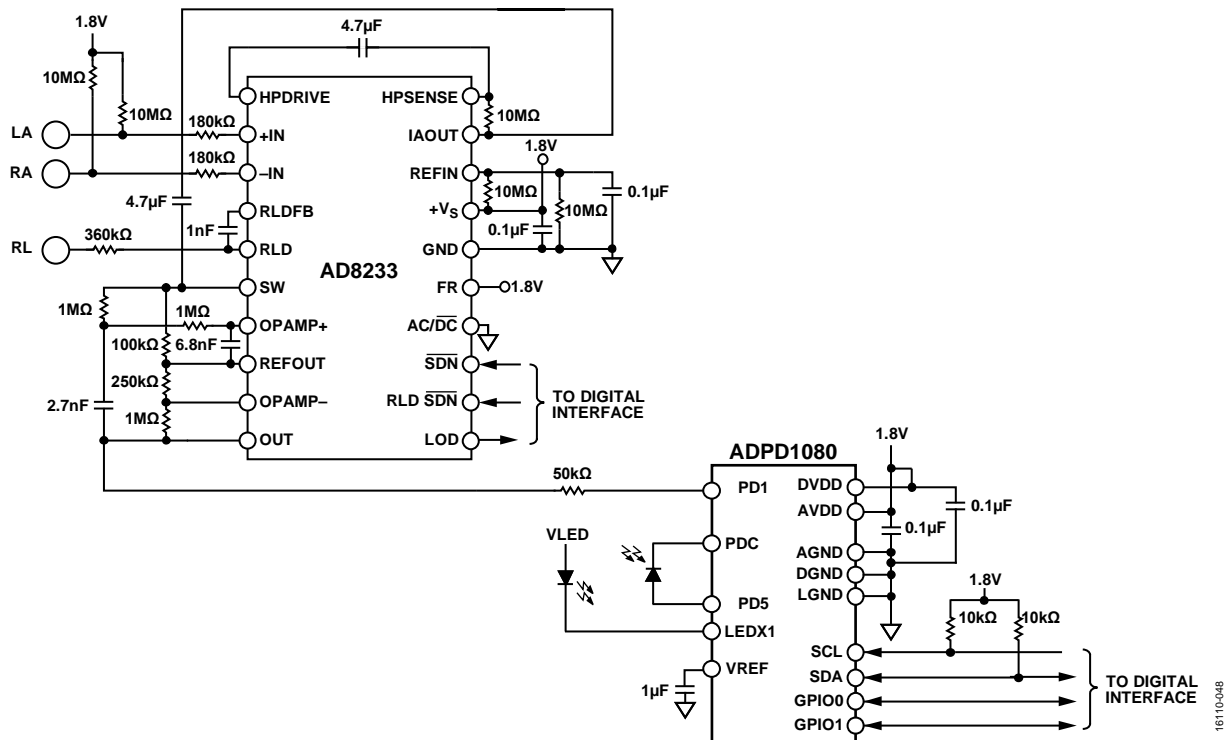 1.8V
4.7µF
10MΩ
10MΩ
HPDRIVE
HPSENSE
10MΩ
LA
180kΩ
+IN
IAOUT
1.8V
RA
180kΩ
–IN
REFIN
10MΩ
10MΩ
0.1µF
4.7µF
RLDFB
+VS
0.1µF
1nF
RL
360kΩ
RLD
GND
AD8233
SW
FR
1.8V
1MΩ
1MΩ
OPAMP+
AC/DC
100kΩ
6.8nF
REFOUT
SDN
250kΩ
TO DIGITAL
INTERFACE
2.7nF
OPAMP–
RLD SDN
1MΩ
OUT
LOD
1.8V
ADPD1080
50kΩ
PD1
DVDD
0.1µF
AVDD
0.1µF
VLED
PDC
AGND
DGND
1.8V
PD5
LGND
10kΩ
10kΩ
LEDX1
SCL
VREF
SDA
TO DIGITAL
INTERFACE
1µF
GPIO0
GPIO1
16110-048